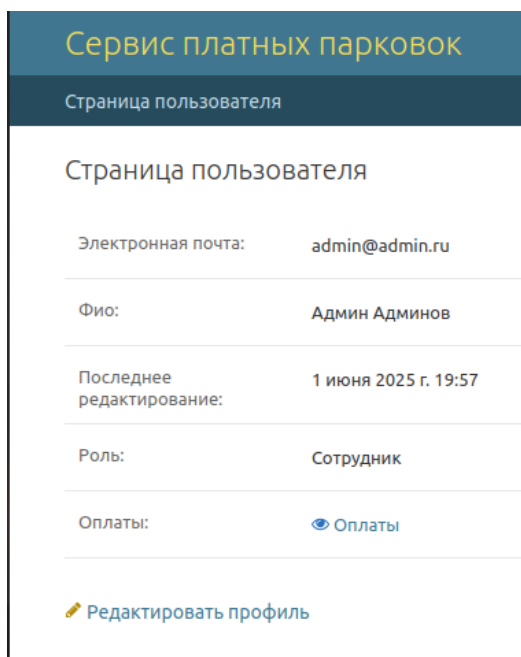 Сервис платных парковок
Страница пользователя
Страница пользователя
Электронная почта: admin@admin.ru
Фио: Админ Админов
Последнее редактирование: 1 июня 2025 г. 19:57
Роль: Сотрудник
Оплаты: Оплаты
Редактировать профиль